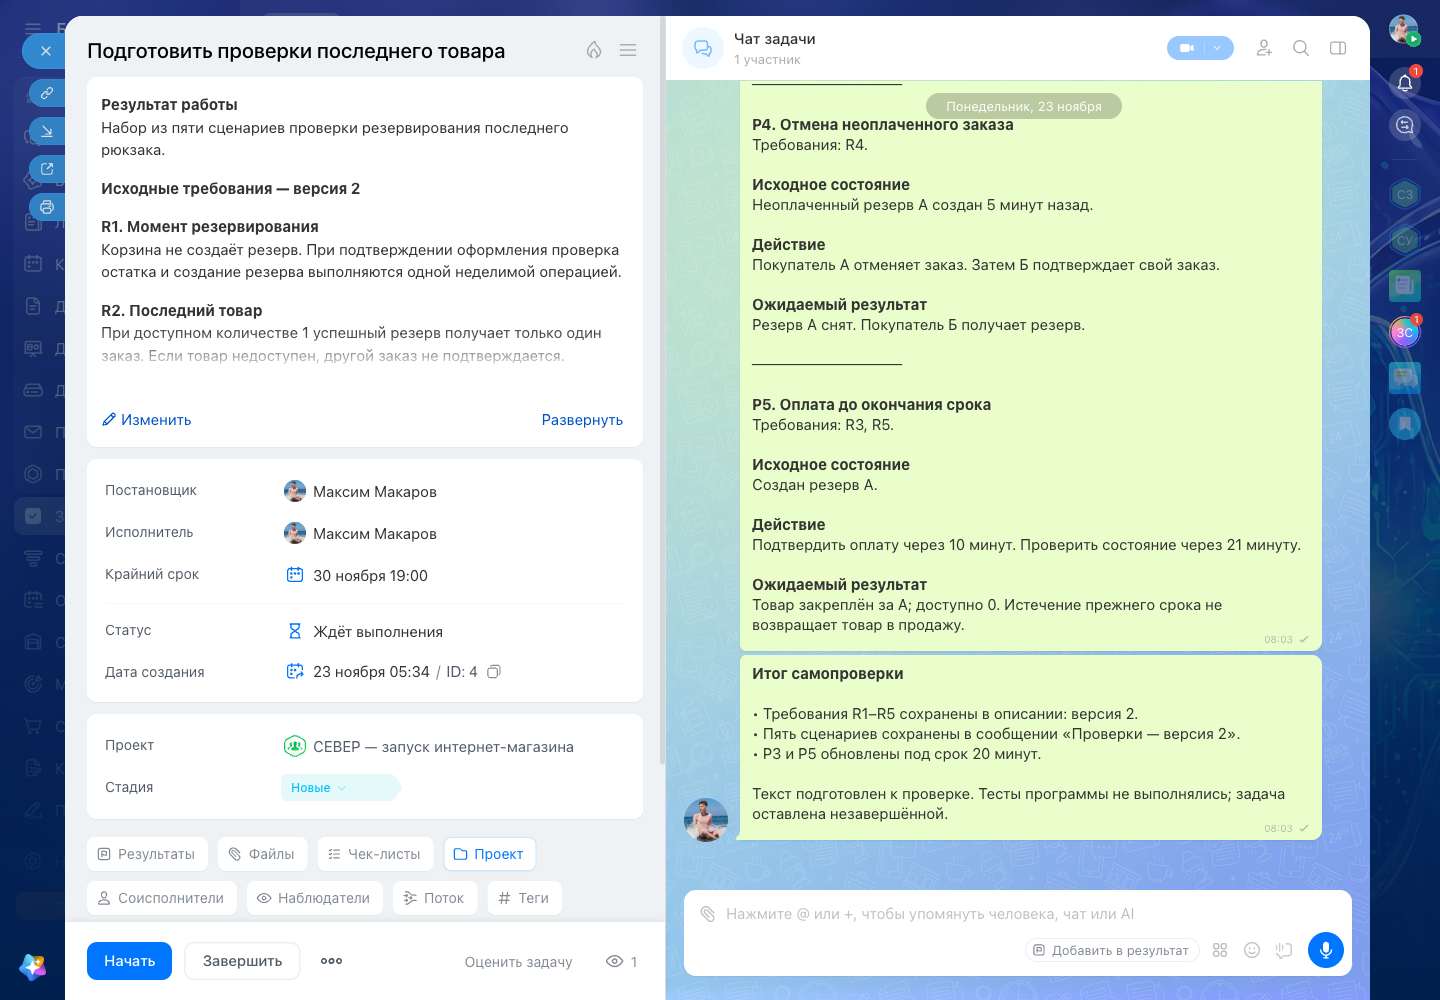 Подготовить проверки последнего товара
Результат работы
Набор из пяти сценариев проверки резервирования последнего
рюкзака.
Исходные требования — версия 2
R1. Момент резервирования
Корзина не создаёт резерв. При подтверждении оформления проверка
остатка и создание резерва выполняются одной неделимой операцией.
R2. Последний товар
При доступном количестве 1 успешный резерв получает только один
заказ. Если товар недоступен, другой заказ не подтверждается.
Изменить
Развернуть
Постановщик
Максим Макаров
Исполнитель
Максим Макаров
Крайний срок
30 ноября 19:00
Статус
Ждёт выполнения
Дата создания
23 ноября 05:34 / ID: 4
Проект
СЕВЕР — запуск интернет-магазина
Стадия
Новые
Результаты
Файлы
Чек-листы
Проект
Соисполнители
Наблюдатели
Поток
Теги
Начать
Завершить
Оценить задачу
1
Чат задачи
1 участник
Понедельник, 23 ноября
P4. Отмена неоплаченного заказа
Требования: R4.
Исходное состояние
Неоплаченный резерв А создан 5 минут назад.
Действие
Покупатель А отменяет заказ. Затем Б подтверждает свой заказ.
Ожидаемый результат
Резерв А снят. Покупатель Б получает резерв.
P5. Оплата до окончания срока
Требования: R3, R5.
Исходное состояние
Создан резерв А.
Действие
Подтвердить оплату через 10 минут. Проверить состояние через 21 минуту.
Ожидаемый результат
Товар закреплён за А; доступно 0. Истечение прежнего срока не
возвращает товар в продажу.
08:03
Итог самопроверки
• Требования R1–R5 сохранены в описании: версия 2.
• Пять сценариев сохранены в сообщении «Проверки — версия 2».
• P3 и P5 обновлены под срок 20 минут.
Текст подготовлен к проверке. Тесты программы не выполнялись; задача
оставлена незавершённой.
08:03
Нажмите @ или +, чтобы упомянуть человека, чат или AI
Добавить в результат
1
СЗ
СУ
ЗС
1